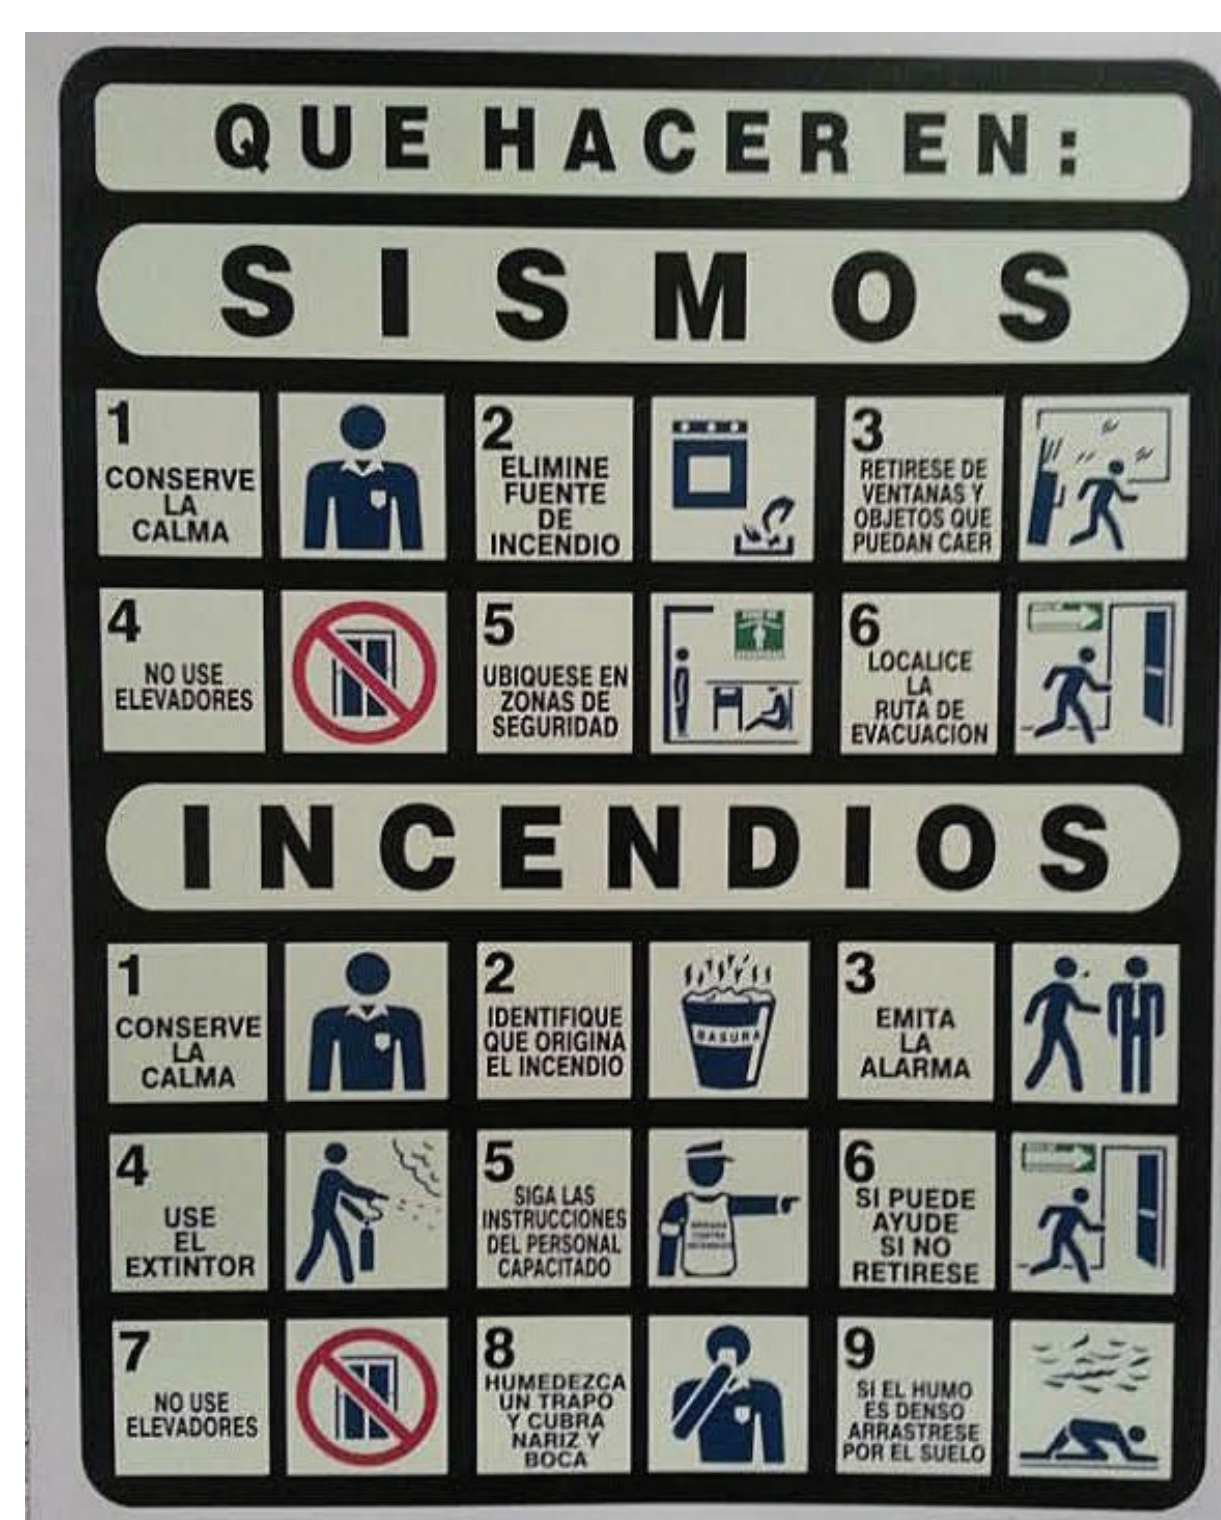 QUE HACER EN:
SISMOS
1
CONSERVE
LA
CALMA
2
ELIMINE
FUENTE
DE
INCENDIO
3
RETIRESE DE
VENTANAS Y
OBJETOS QUE
PUEDAN CAER
4
NO USE
ELEVADORES
5
UBIQUESE EN
ZONAS DE
SEGURIDAD
6
LOCALICE
LA
RUTA DE
EVACUACION
INCENDIOS
1
CONSERVE
LA
CALMA
2
IDENTIFIQUE
QUE ORIGINA
EL INCENDIO
BASURA
3
EMITA
LA
ALARMA
4
USE
EL
EXTINTOR
5
SIGA LAS
INSTRUCCIONES
DEL PERSONAL
CAPACITADO
6
SI PUEDE
AYUDE
SI NO
RETIRESE
7
NO USE
ELEVADORES
8
HUMEDEZCA
UN TRAPO
Y CUBRA
NARIZ Y
BOCA
9
SI EL HUMO
ES DENSO
ARRASTRESE
POR EL SUELO